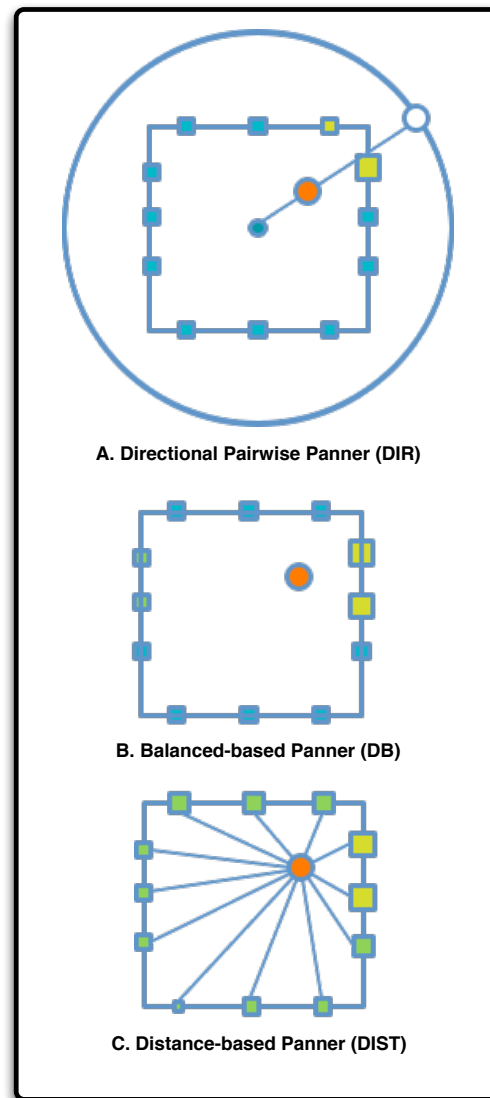 A. Directional Pairwise Panner (DIR)
B. Balanced-based Panner (DB)
C. Distance-based Panner (DIST)